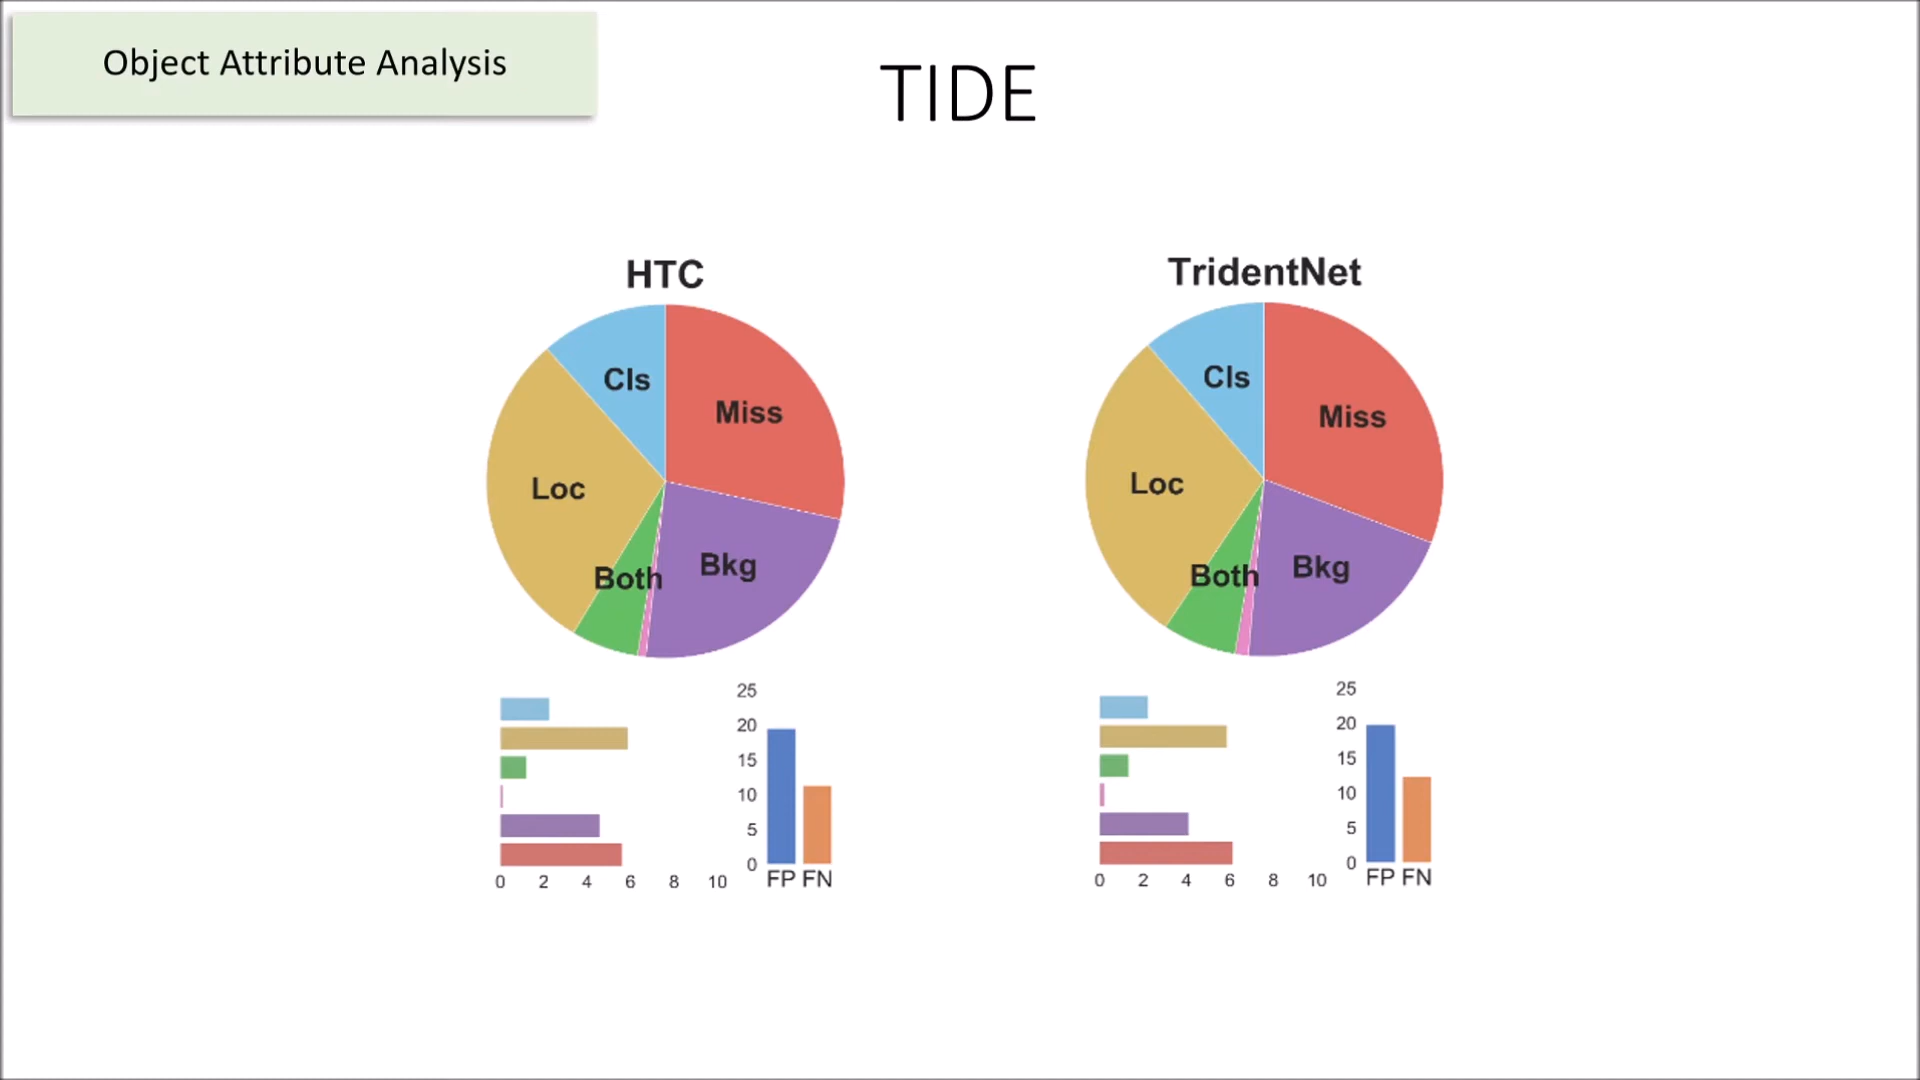 Object Attribute Analysis
TIDE
HTC
Cls
Miss
Loc
Both
Bkg
25
20
15
10
5
0
0 2 4 6 8 10
FP FN
TridentNet
Cls
Miss
Loc
Both
Bkg
25
20
15
10
5
0
0 2 4 6 8 10
FP FN